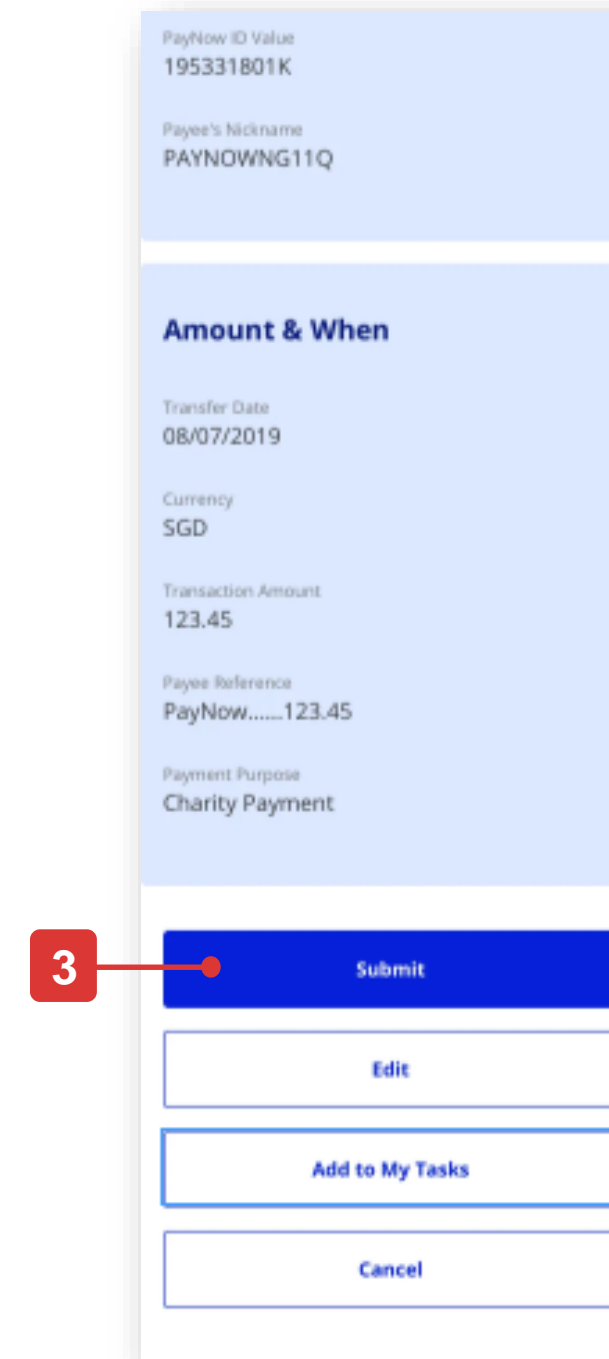 PayNow ID Value
195331801K
Payee's Nickname
PAYNOWNG11Q
Amount & When
Transfer Date
08/07/2019
Currency
SGD
Transaction Amount
123.45
Payee Reference
PayNow......123.45
Payment Purpose
Charity Payment
3
Submit
Edit
Add to My Tasks
Cancel